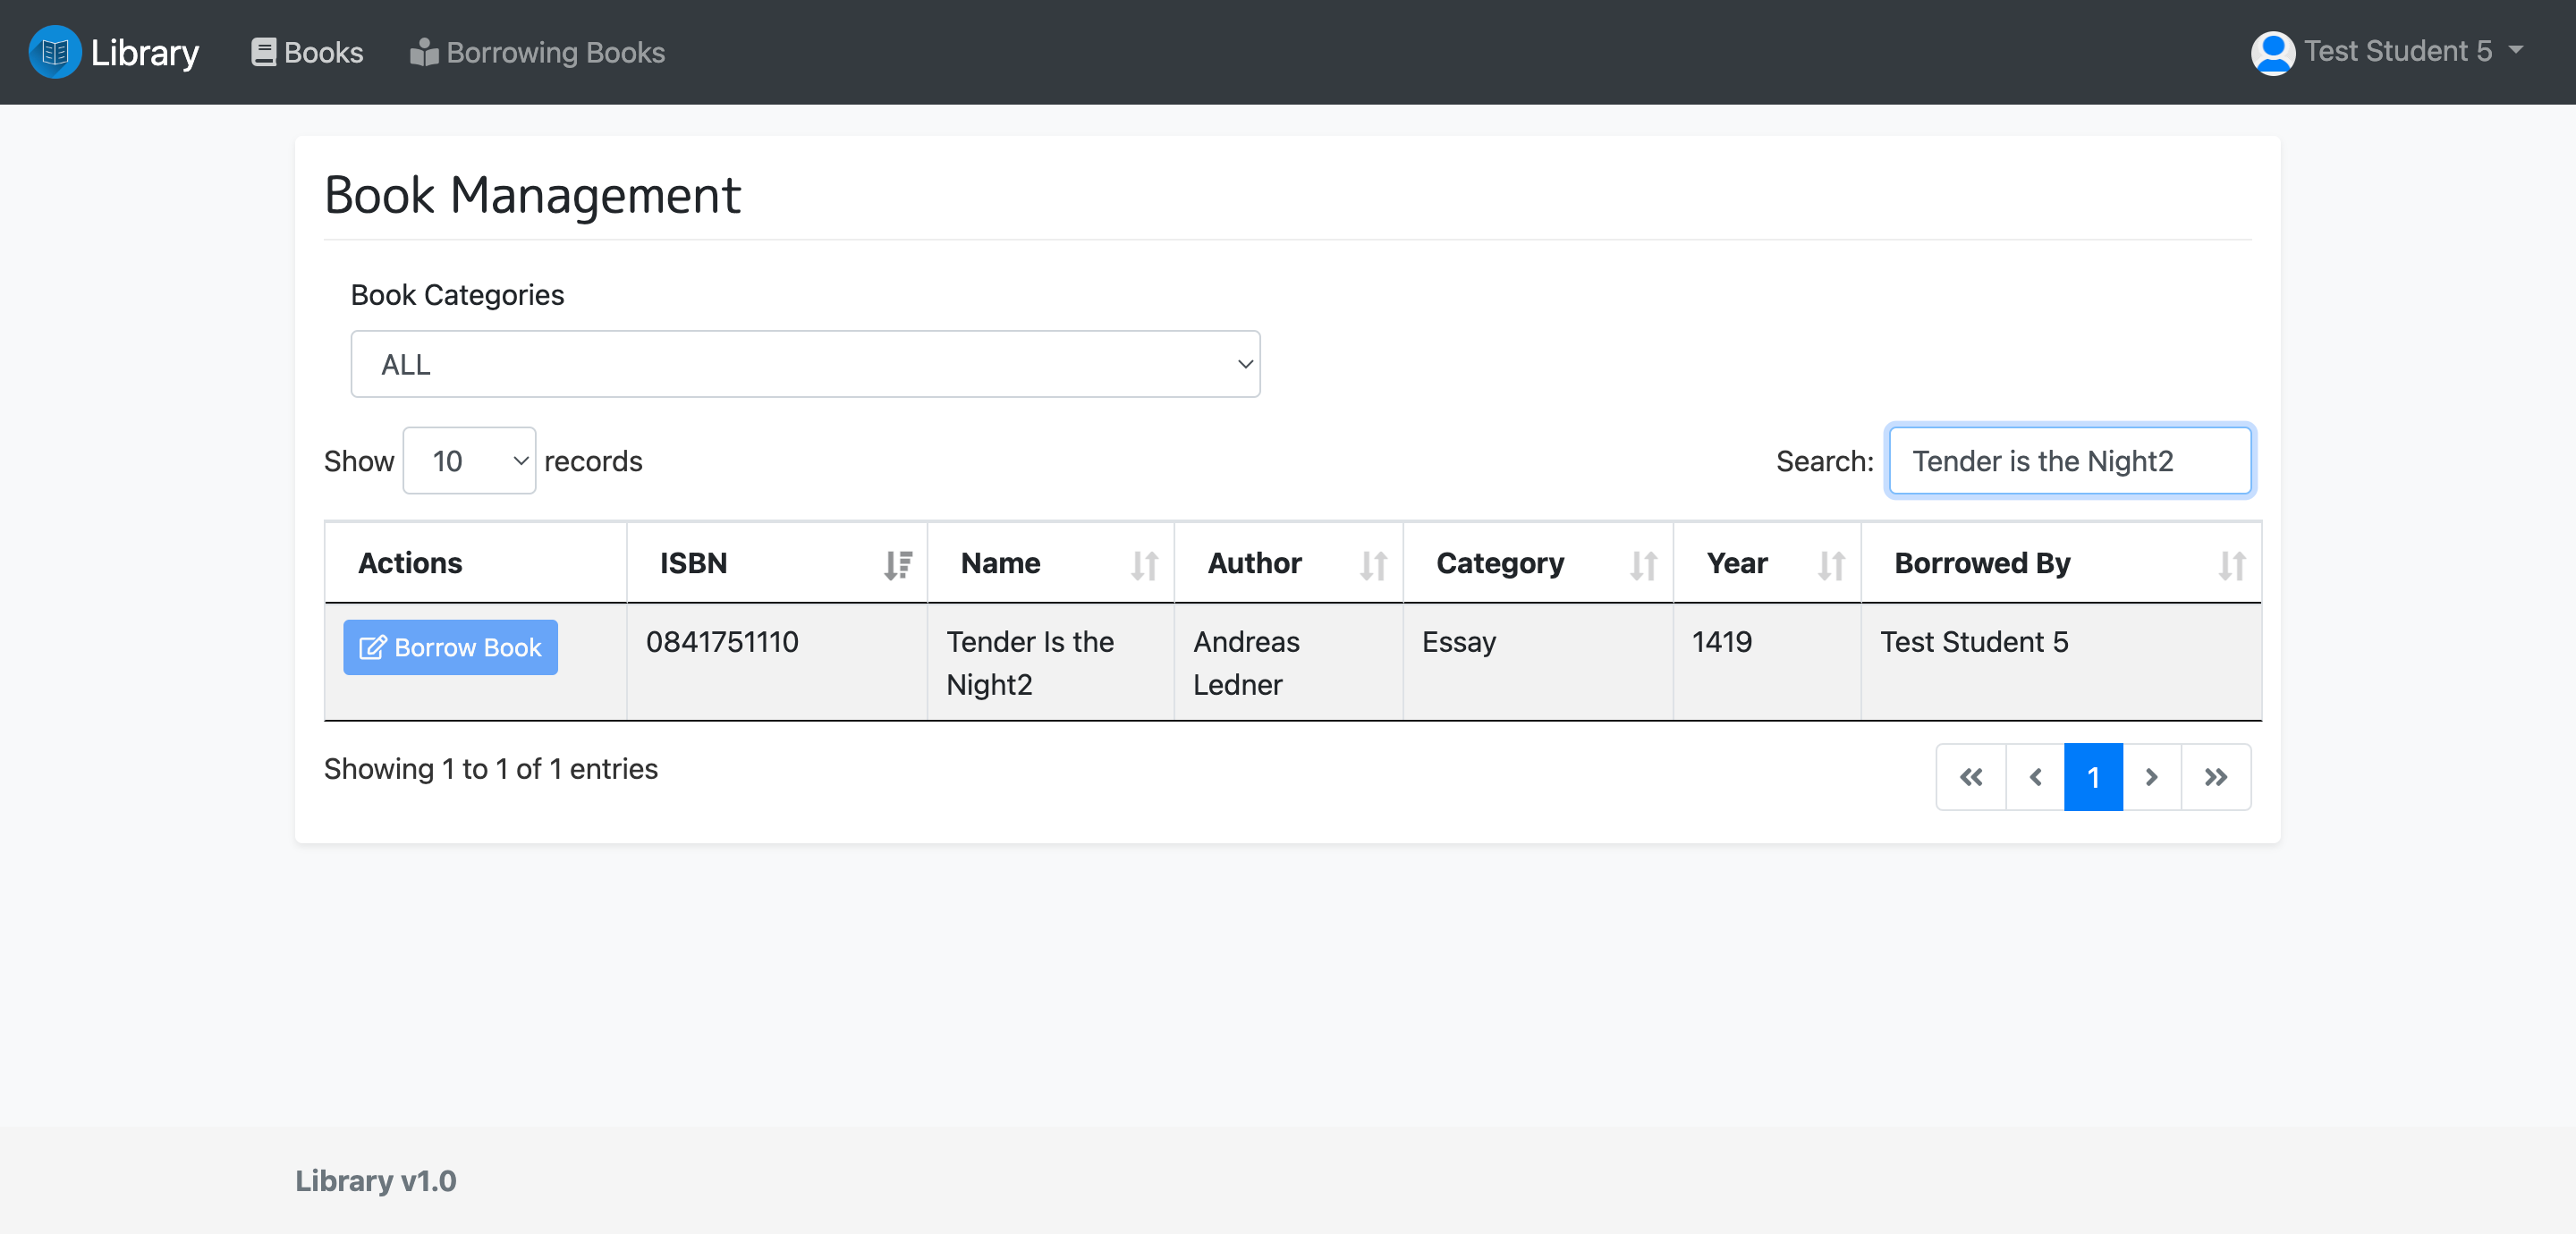 Library Books Borrowing Books Test Student 5
Book Management
Book Categories
ALL
Show 10 records Search: Tender is the Night2
Actions ISBN Name Author Category Year Borrowed By
Borrow Book 0841751110 Tender Is the Andreas Essay 1419 Test Student 5
Night2 Ledner
Showing 1 to 1 of 1 entries « ‹ 1 › »
Library v1.0